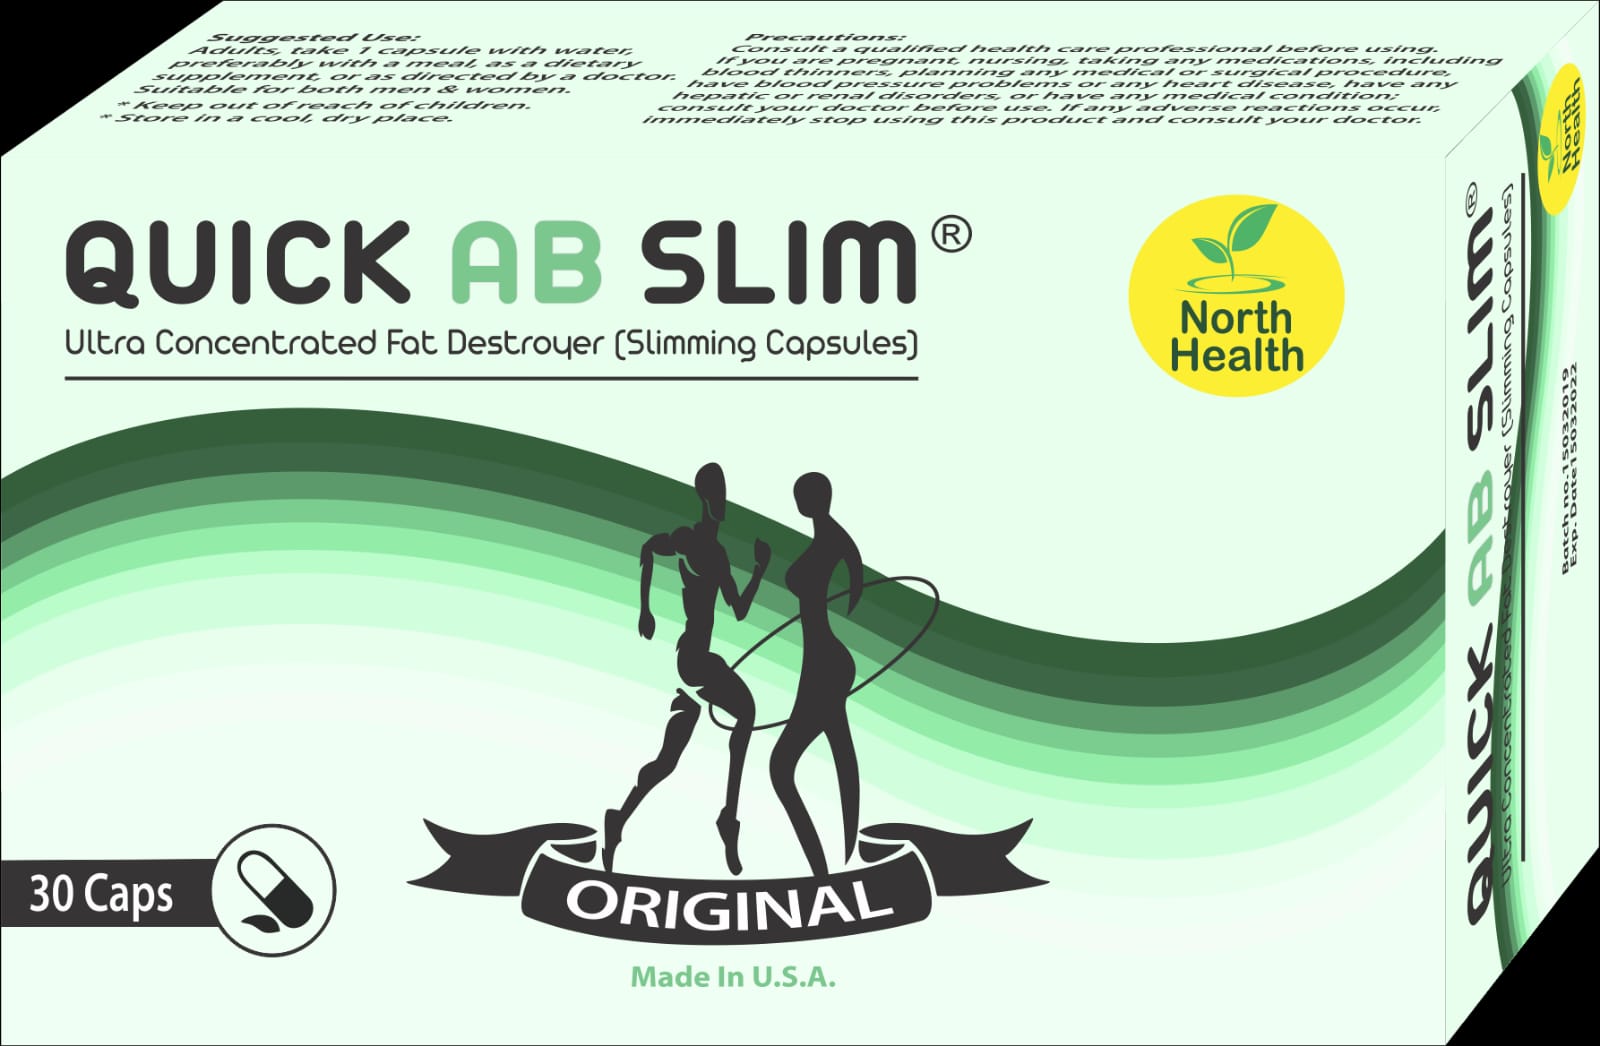 Suggested Use:
Adults, take 1 capsule with water,
preferably with a meal, as a dietary
supplement, or as directed by a doctor.
Suitable for both men & women.
* Keep out of reach of children.
* Store in a cool, dry place.
Precautions:
Consult a qualified health care professional before using.
If you are pregnant, nursing, taking any medications, including
blood thinners, planning any medical or surgical procedure,
have blood pressure problems or any heart disease, have any
hepatic or renal disorders, or have any medical condition;
consult your doctor before use. If any adverse reactions occur,
immediately stop using this product and consult your doctor.
QUICK AB SLIM®
Ultra Concentrated Fat Destroyer (Slimming Capsules)
North
Health
30 Caps
ORIGINAL
Made In U.S.A.
QUICK AB SLIM®
Ultra Concentrated Fat Destroyer (Slimming Capsules)
North
Health
Batch no.15032019
Exp. Date15032022